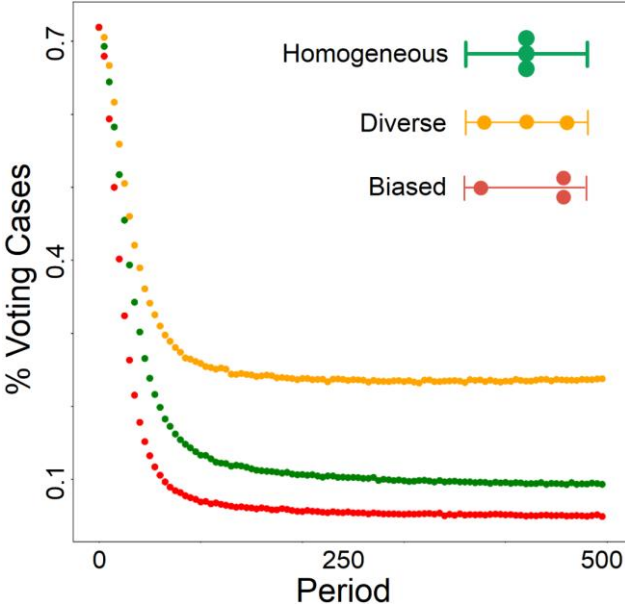 0.7
Homogeneous
Diverse
Biased
0.4
% Voting Cases
0.1
0
250
500
Period